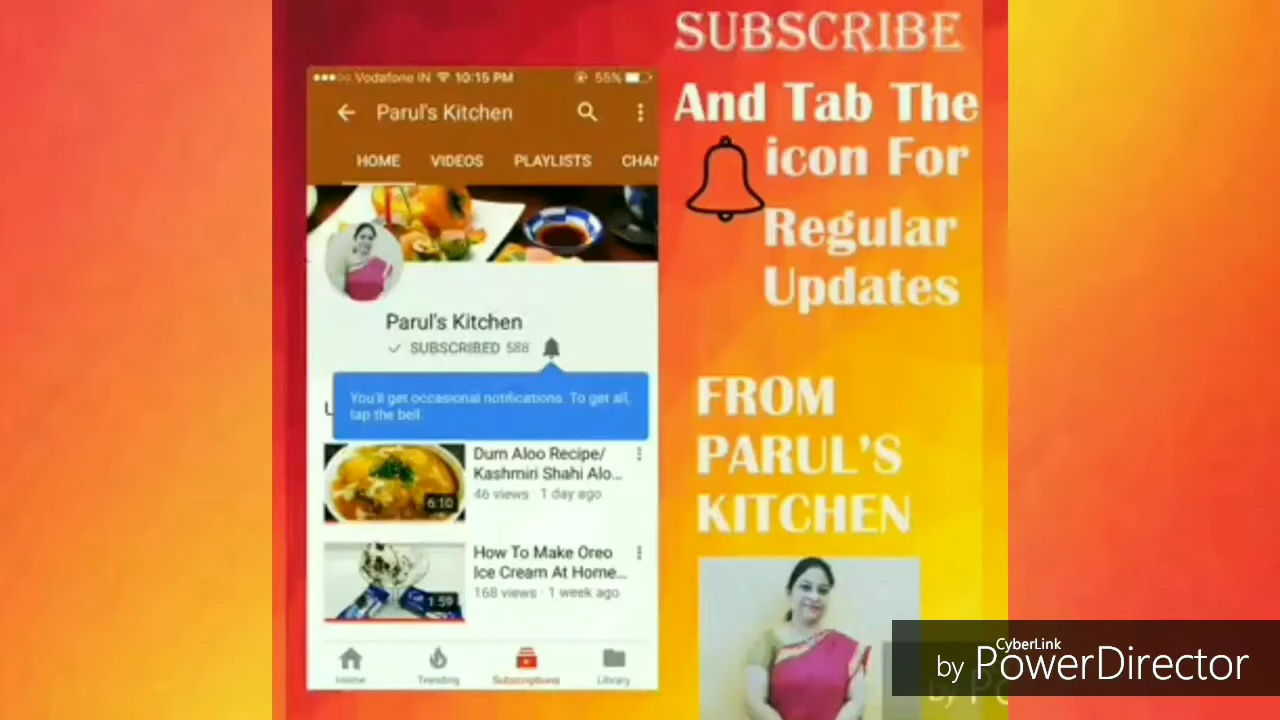 Vodafone IN 10:15 PM 55%
Parul's Kitchen
HOME VIDEOS PLAYLISTS CHAN
Parul's Kitchen
SUBSCRIBED 588
You'll get occasional notifications. To get all,
tap the bell.
Dum Aloo Recipe/
Kashmiri Shahi Alo...
46 views · 1 day ago
6:10
How To Make Oreo
Ice Cream At Home...
168 views · 1 week ago
1:59
Home Trending Subscriptions Library
SUBSCRIBE
And Tab The
icon For
Regular
Updates
FROM
PARUL'S
KITCHEN
CyberLink
by PowerDirector